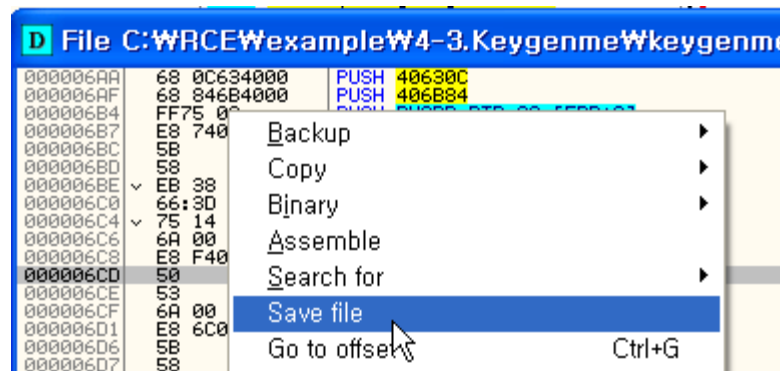 D File C:₩RCE₩example₩4-3.Keygenme₩keygenme
000006AA 68 0C634000 PUSH 40630C
000006AF 68 846B4000 PUSH 406B84
000006B4 FF75 08
000006B7 E8 740
000006BC 5B
000006BD 58
000006BE EB 38
000006C0 66:3D
000006C4 75 14
000006C6 6A 00
000006C8 E8 F40
000006CD 50
000006CE 53
000006CF 6A 00
000006D1 E8 6C0
000006D6 5B
000006D7 58
Backup
Copy
Binary
Assemble
Search for
Save file
Go to offset Ctrl+G